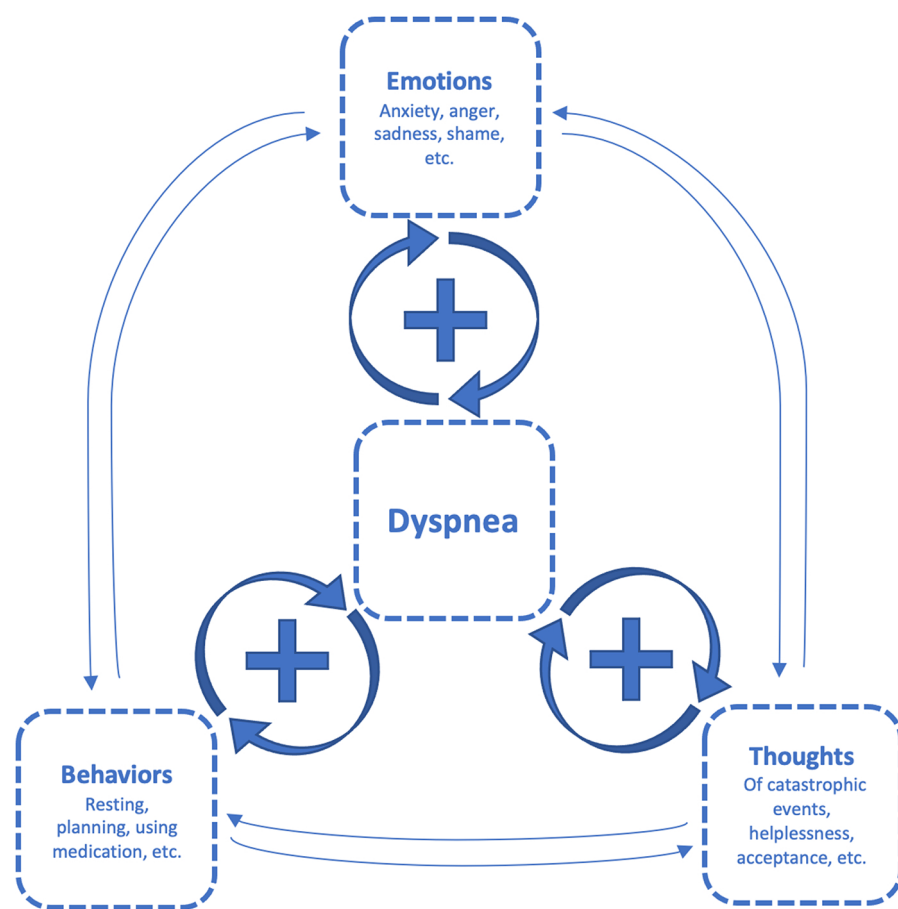 Emotions
Anxiety, anger,
sadness, shame,
etc.
Dyspnea
Behaviors
Resting,
planning, using
medication, etc.
Thoughts
Of catastrophic
events,
helplessness,
acceptance, etc.